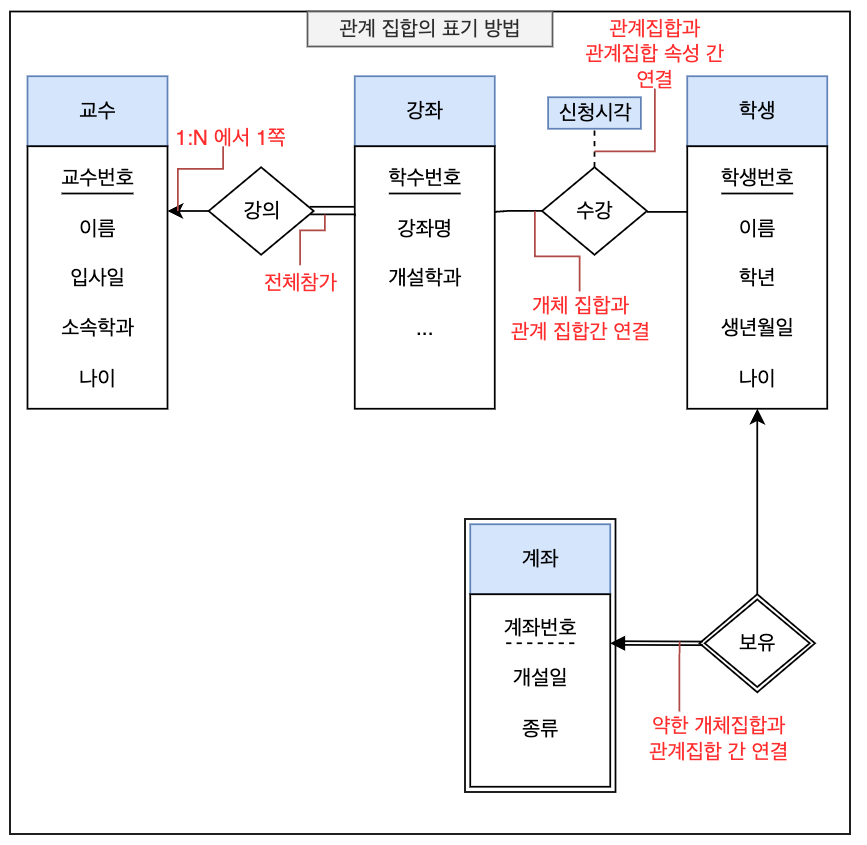 관계 집합의 표기 방법
관계집합과
관계집합 속성 간
연결
교수
강좌
신청시각
학생
1:N 에서 1쪽
교수번호
이름
입사일
소속학과
나이
강의
전체참가
학수번호
강좌명
개설학과
...
수강
개체 집합과
관계 집합간 연결
학생번호
이름
학년
생년월일
나이
계좌
계좌번호
개설일
종류
보유
약한 개체집합과
관계집합 간 연결